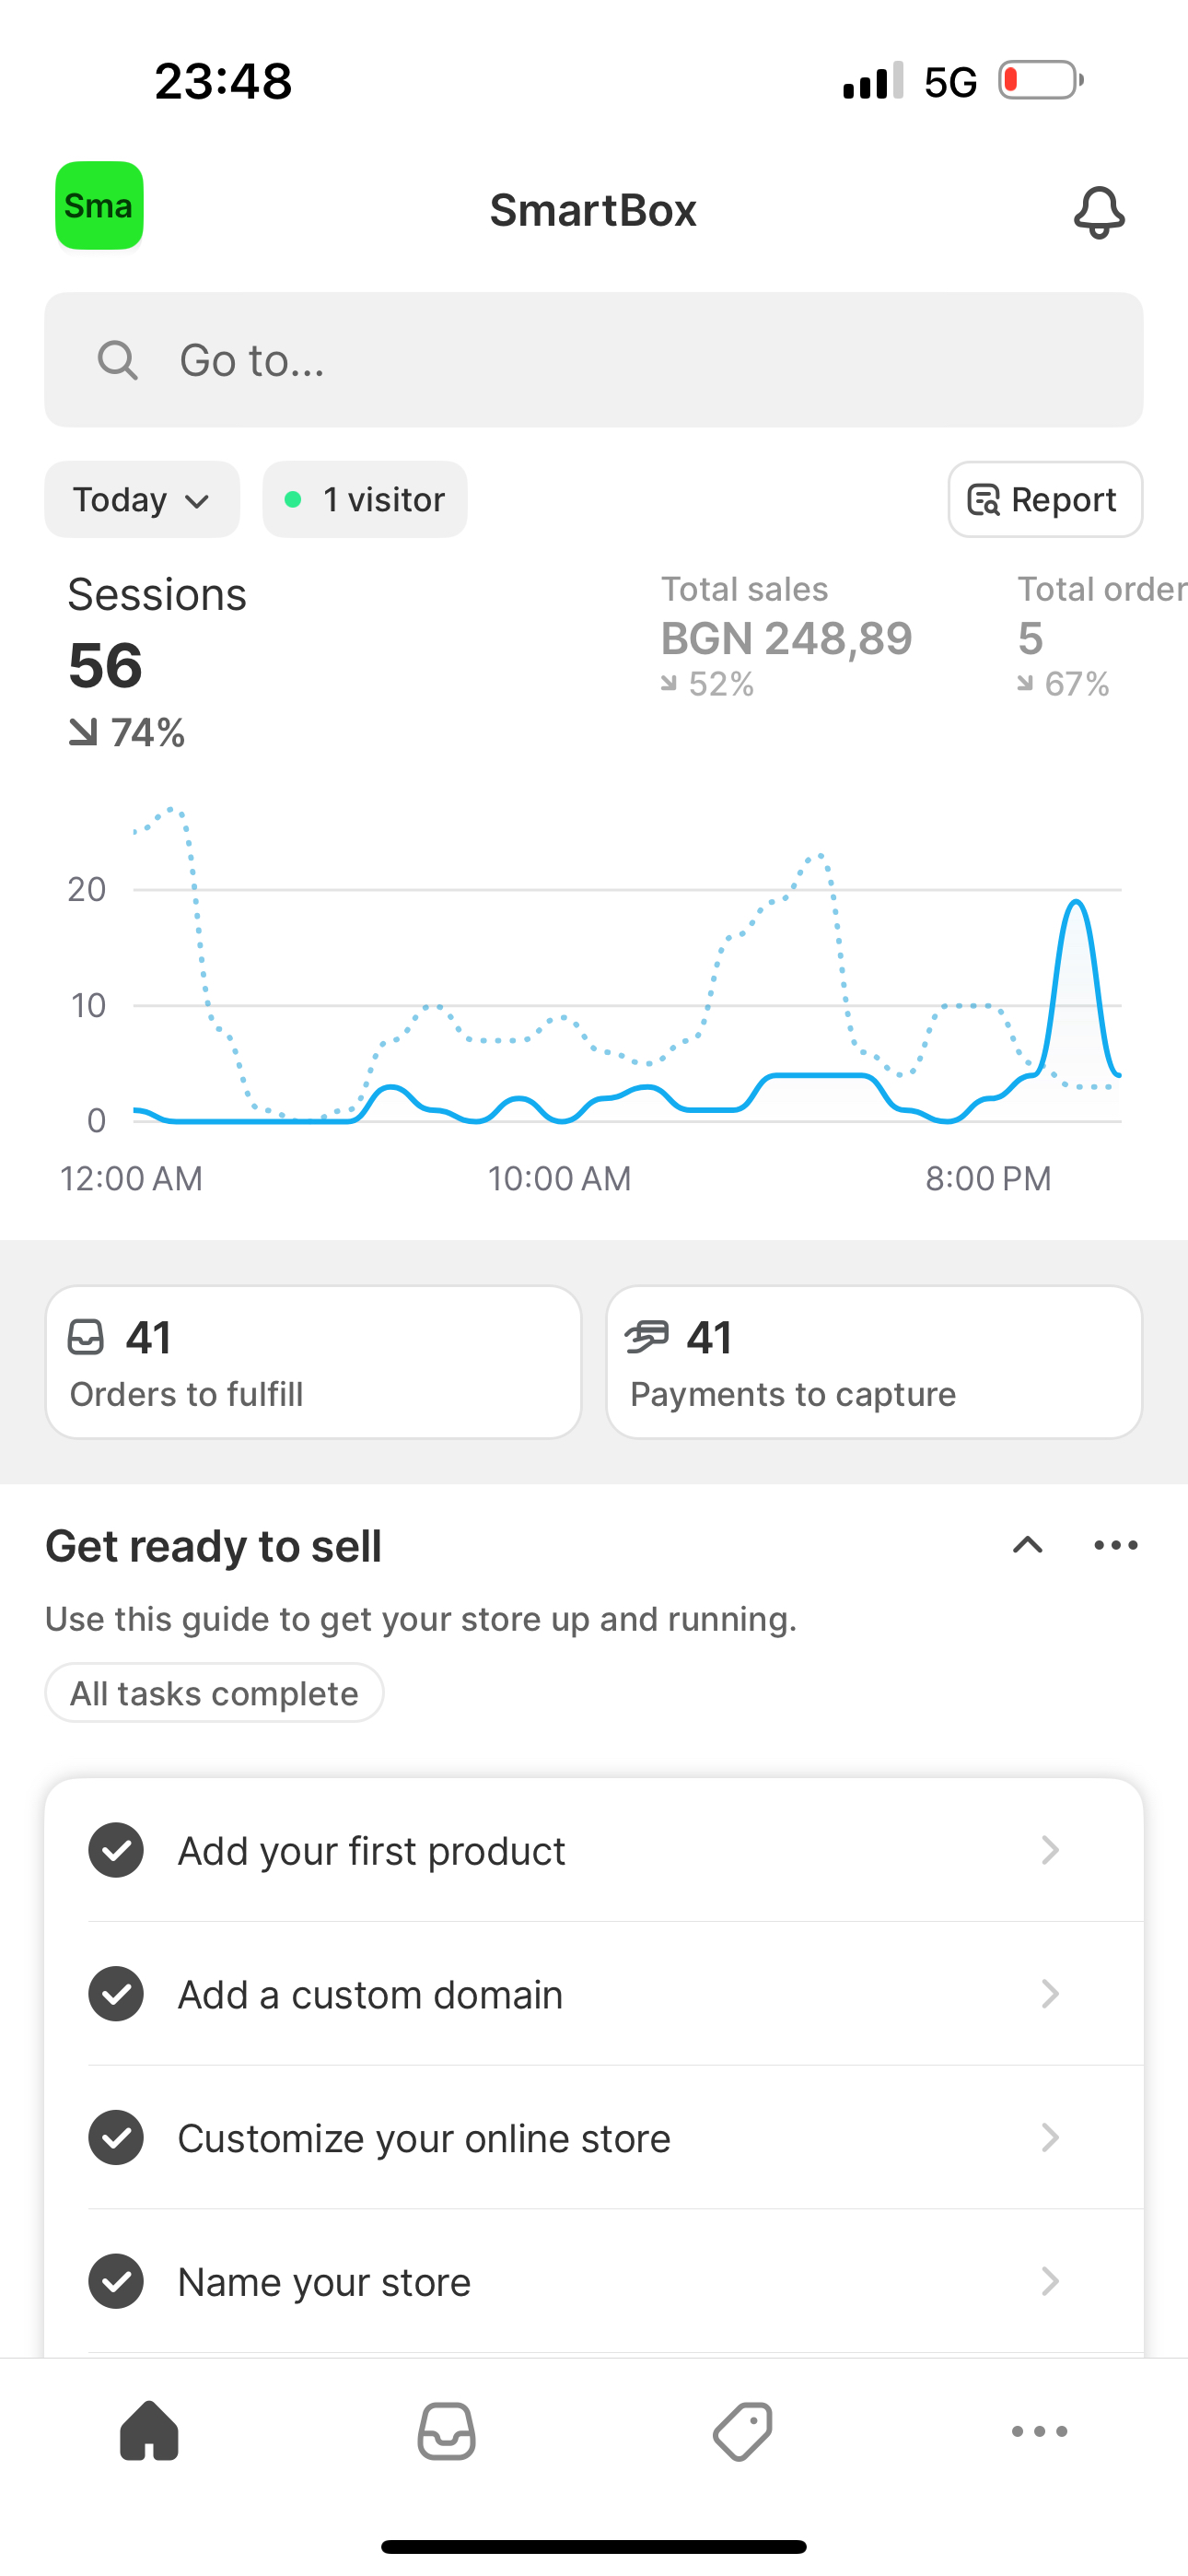 23:48
5G
Sma
SmartBox
Go to...
Today
1 visitor
Report
Sessions
56
74%
Total sales
BGN 248,89
52%
Total order
5
67%
20
10
0
12:00 AM
10:00 AM
8:00 PM
41
Orders to fulfill
41
Payments to capture
Get ready to sell
Use this guide to get your store up and running.
All tasks complete
Add your first product
Add a custom domain
Customize your online store
Name your store